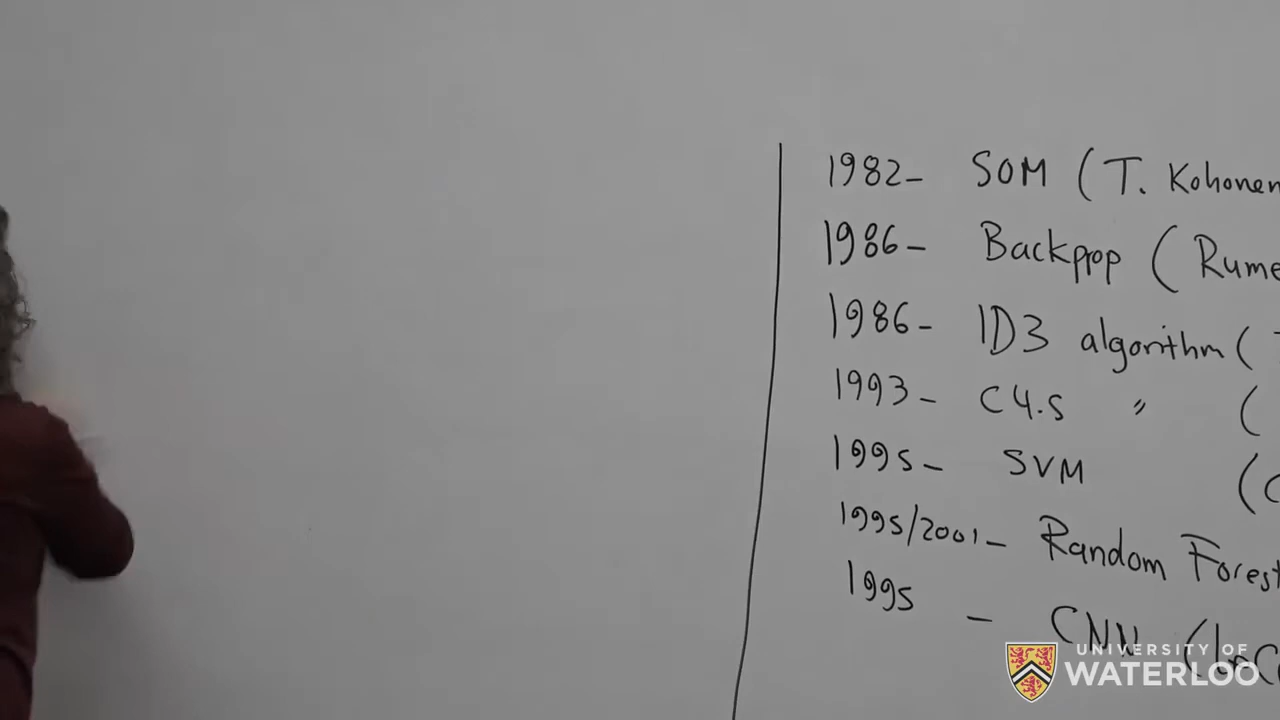 1982- SOM (T. Kohonen
1986- Backprop (Rume
1986- ID3 algorithm (
1993- C4.5 " (
1995- SVM (C
1995/2001- Random Forest
1995 - CNN (
UNIVERSITY OF
WATERLOO